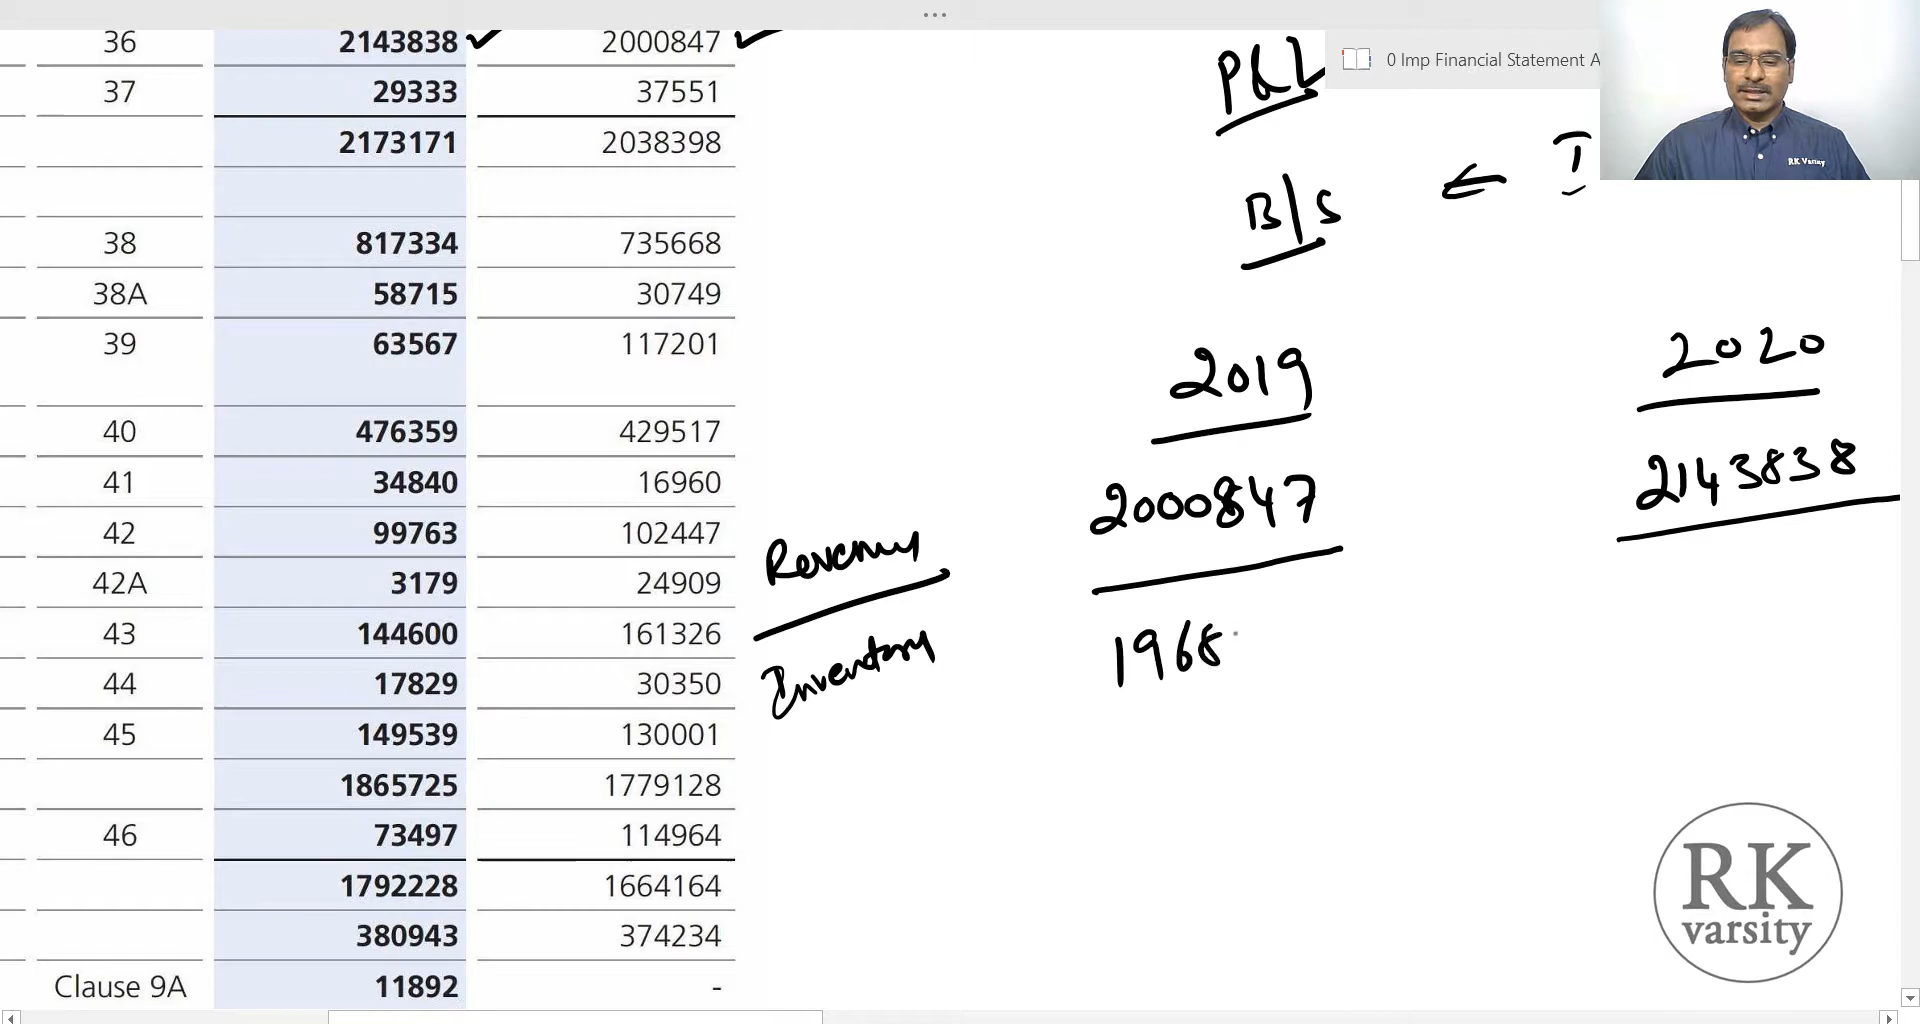 ...
36 2143838 2000847
37 29333 37551
2173171 2038398
38 817334 735668
38A 58715 30749
39 63567 117201
40 476359 429517
41 34840 16960
42 99763 102447
42A 3179 24909
43 144600 161326
44 17829 30350
45 149539 130001
1865725 1779128
46 73497 114964
1792228 1664164
380943 374234
Clause 9A 11892 -
P&L
0 Imp Financial Statement A
RK Varsity
B/S ← I
2019 2020
2000847 2143838
Revenue
Inventory 1968
RK
varsity